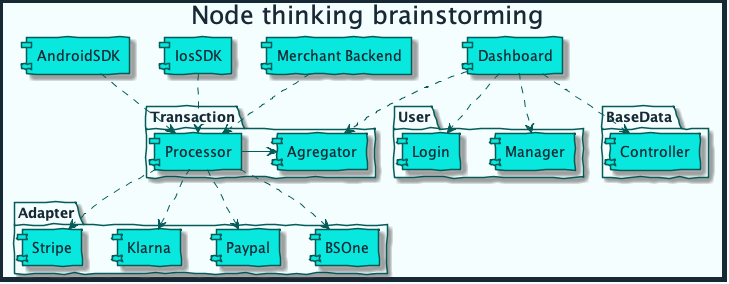 Node thinking brainstorming
AndroidSDK
IosSDK
Merchant Backend
Dashboard
Transaction
Processor
Agregator
User
Login
Manager
BaseData
Controller
Adapter
Stripe
Klarna
Paypal
BSOne